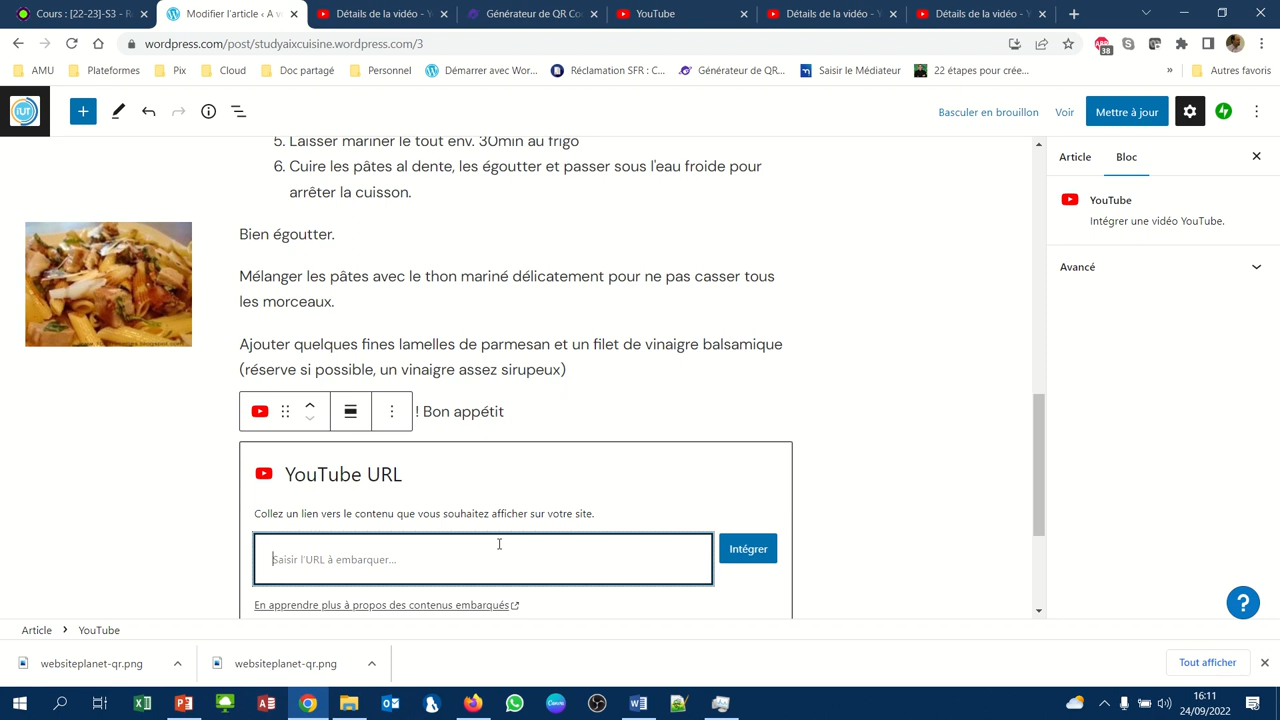 Cours : [22-23]-S3 - R
Modifier l'article ‹ A v
Détails de la vidéo - Y
Générateur de QR Co
YouTube
Détails de la vidéo - Y
Détails de la vidéo - Y
wordpress.com/post/studyaixcuisine.wordpress.com/3
38
AMU
Plateformes
Pix
Cloud
Doc partagé
Personnel
Démarrer avec Wor...
Réclamation SFR : C...
Générateur de QR...
Saisir le Médiateur
22 étapes pour crée...
»
Autres favoris
iUT
Basculer en brouillon
Voir
Mettre à jour
5. Laisser mariner le tout env. 30min au frigo
6. Cuire les pâtes al dente, les égoutter et passer sous l'eau froide pour
arrêter la cuisson.
Bien égoutter.
Mélanger les pâtes avec le thon mariné délicatement pour ne pas casser tous
les morceaux.
Ajouter quelques fines lamelles de parmesan et un filet de vinaigre balsamique
(réserve si possible, un vinaigre assez sirupeux)
! Bon appétit
YouTube URL
Collez un lien vers le contenu que vous souhaitez afficher sur votre site.
Saisir l'URL à embarquer…
Intégrer
En apprendre plus à propos des contenus embarqués
Article
Bloc
YouTube
Intégrer une vidéo YouTube.
Avancé
?
Article
YouTube
websiteplanet-qr.png
websiteplanet-qr.png
Tout afficher
16:11
24/09/2022